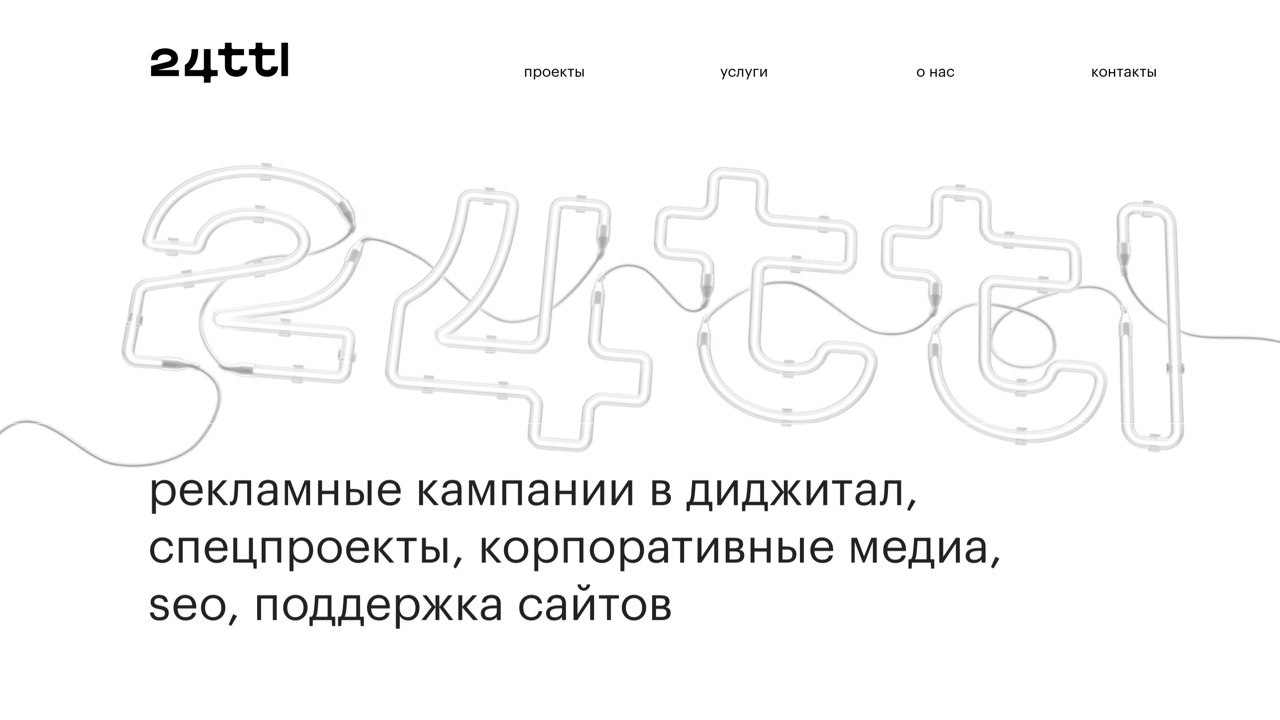 24ttl
проекты
услуги
о нас
контакты
24ttl
рекламные кампании в диджитал,
спецпроекты, корпоративные медиа,
seo, поддержка сайтов